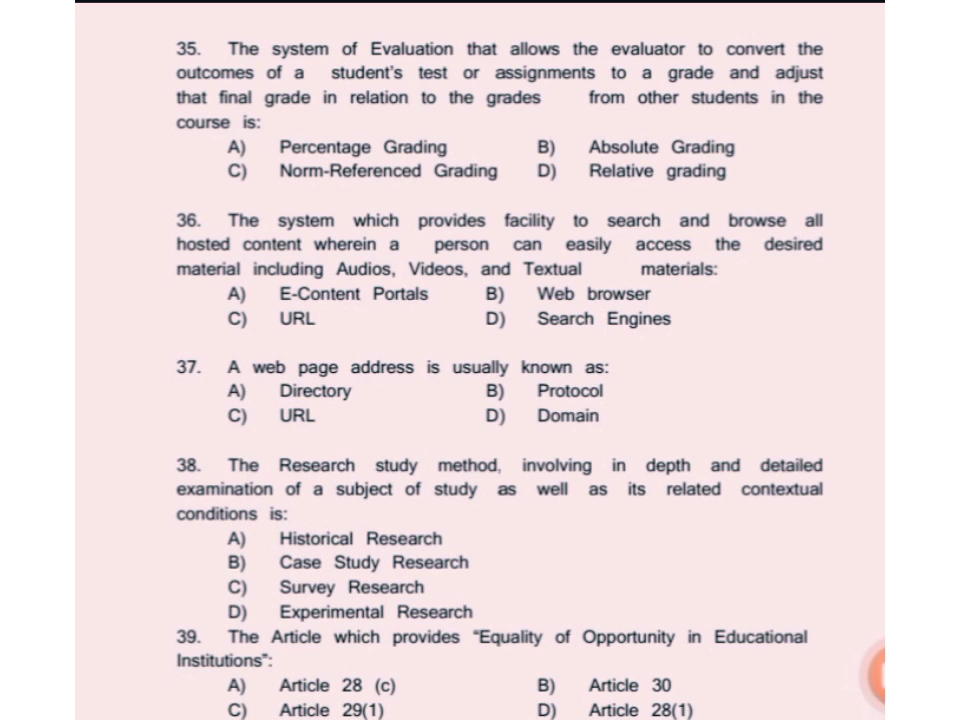 35. The system of Evaluation that allows the evaluator to convert the
outcomes of a student's test or assignments to a grade and adjust
that final grade in relation to the grades from other students in the
course is:
A) Percentage Grading B) Absolute Grading
C) Norm-Referenced Grading D) Relative grading
36. The system which provides facility to search and browse all
hosted content wherein a person can easily access the desired
material including Audios, Videos, and Textual materials:
A) E-Content Portals B) Web browser
C) URL D) Search Engines
37. A web page address is usually known as:
A) Directory B) Protocol
C) URL D) Domain
38. The Research study method, involving in depth and detailed
examination of a subject of study as well as its related contextual
conditions is:
A) Historical Research
B) Case Study Research
C) Survey Research
D) Experimental Research
39. The Article which provides "Equality of Opportunity in Educational
Institutions":
A) Article 28 (c) B) Article 30
C) Article 29(1) D) Article 28(1)